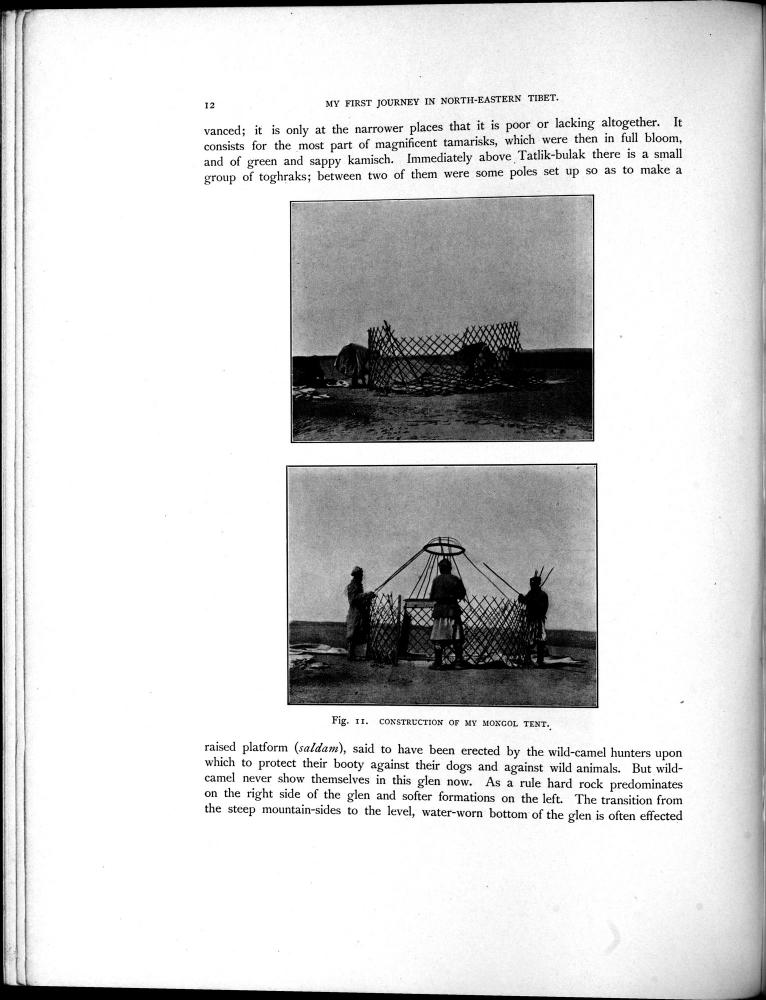 12
MY FIRST JOURNEY IN NORTH-EASTERN TIBET.
vanced; it is only at the narrower places that it is poor or lacking altogether. It
consists for the most part of magnificent tamarisks, which were then in full bloom,
and of green and sappy kamisch. Immediately above Tatlik-bulak there is a small
group of toghraks; between two of them were some poles set up so as to make a
Fig. 11. CONSTRUCTION OF MY MONGOL TENT.
raised platform (saldam), said to have been erected by the wild-camel hunters upon
which to protect their booty against their dogs and against wild animals. But wild-
camel never show themselves in this glen now. As a rule hard rock predominates
on the right side of the glen and softer formations on the left. The transition from
the steep mountain-sides to the level, water-worn bottom of the glen is often effected